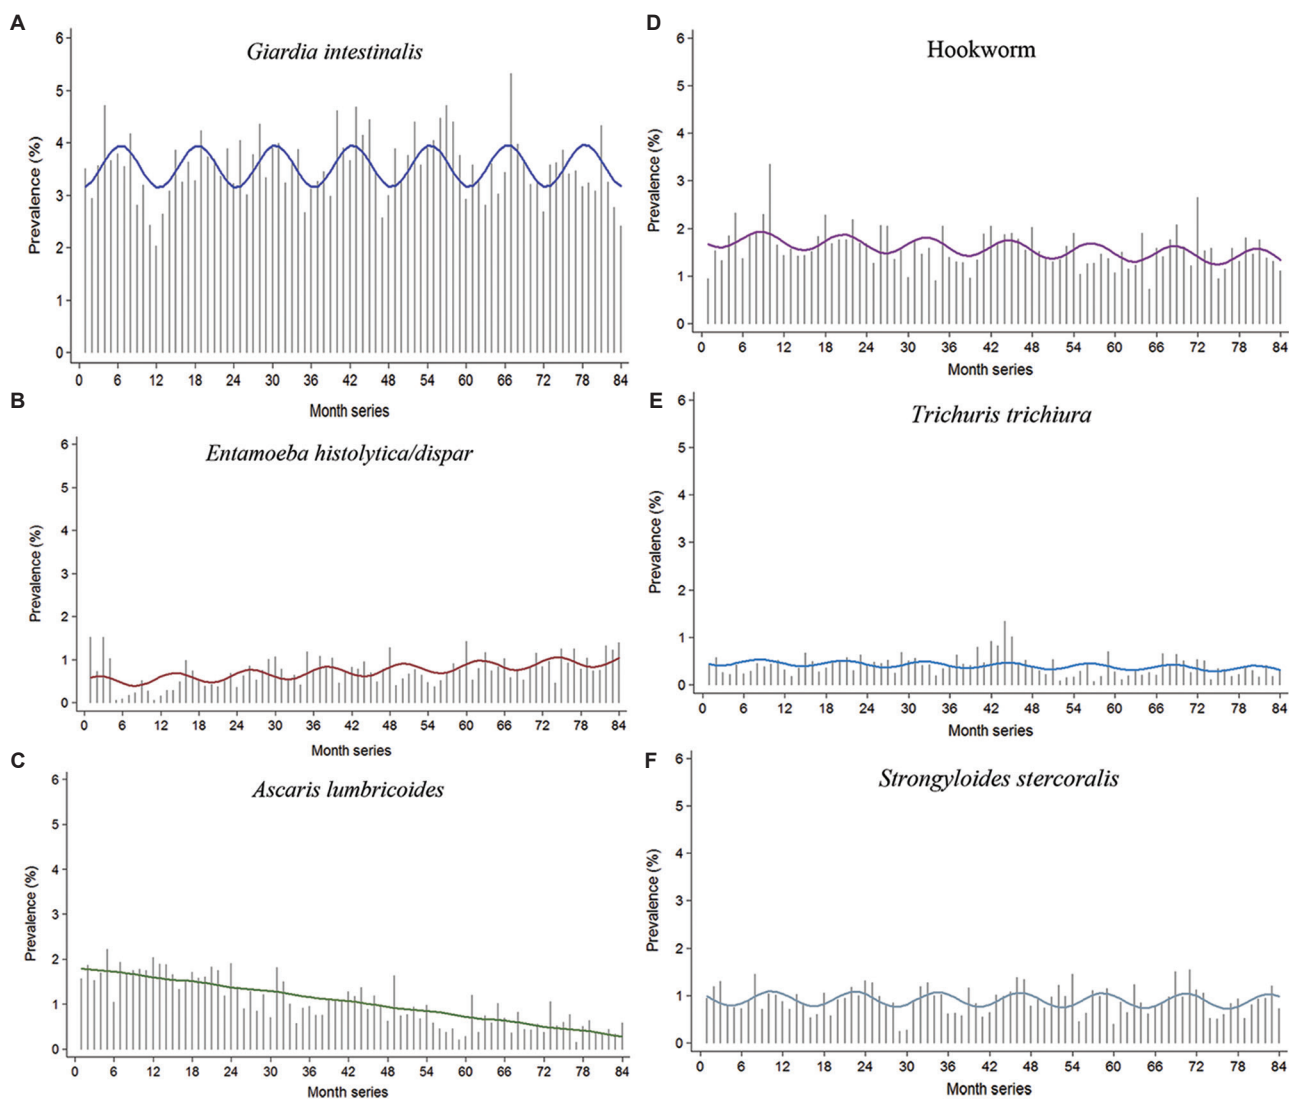 A
Giardia intestinalis
Prevalence (%)
6
5
4
3
2
1
0
0 6 12 18 24 30 36 42 48 54 60 66 72 78 84
Month series
B
Entamoeba histolytica/dispar
Prevalence (%)
6
5
4
3
2
1
0
0 6 12 18 24 30 36 42 48 54 60 66 72 78 84
Month series
C
Ascaris lumbricoides
Prevalence (%)
6
5
4
3
2
1
0
0 6 12 18 24 30 36 42 48 54 60 66 72 78 84
Month series
D
Hookworm
Prevalence (%)
6
5
4
3
2
1
0
0 6 12 18 24 30 36 42 48 54 60 66 72 78 84
Month series
E
Trichuris trichiura
Prevalence (%)
6
5
4
3
2
1
0
0 6 12 18 24 30 36 42 48 54 60 66 72 78 84
Month series
F
Strongyloides stercoralis
Prevalence (%)
6
5
4
3
2
1
0
0 6 12 18 24 30 36 42 48 54 60 66 72 78 84
Month series